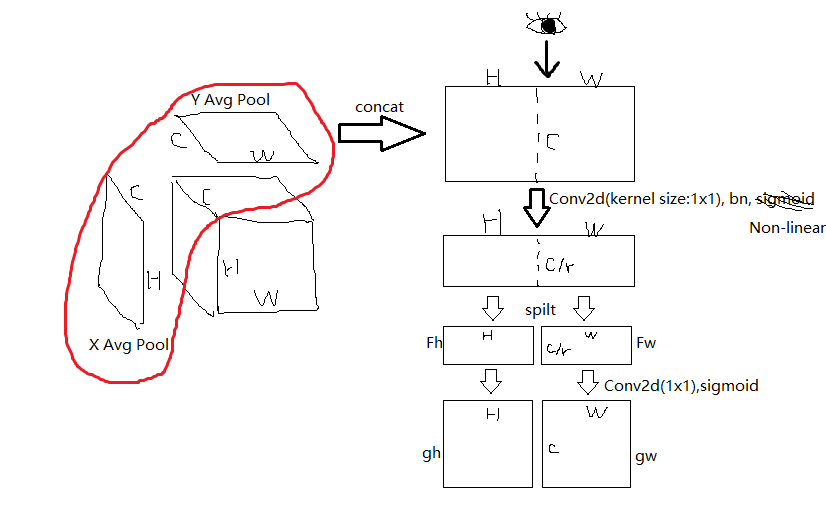 Y Avg Pool
C
W
C
H
X Avg Pool
C
H
W
concat
H
W
C
Conv2d(kernel size:1x1), bn, sigmoid
Non-linear
H
W
C/r
spilt
Fh
H
W
C/r
Fw
Conv2d(1x1),sigmoid
gh
H
W
C
gw